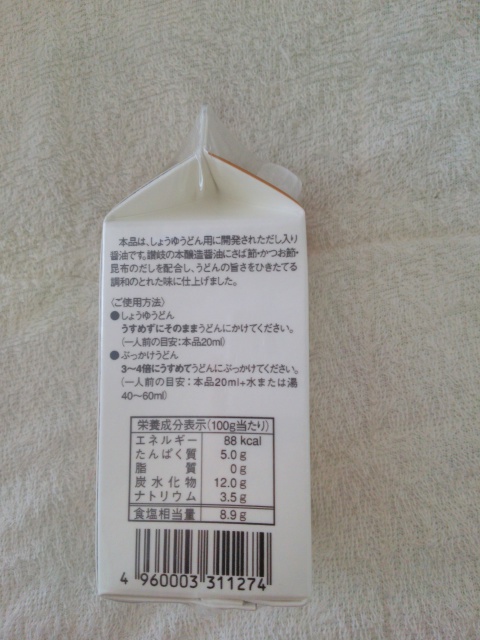 本品は、しょうゆうどん用に開発されただし入り
醤油です。讃岐の本醸造醤油にさば節・かつお節・
昆布のだしを配合し、うどんの旨さをひきたてる
調和のとれた味に仕上げました。
〈ご使用方法〉
●しょうゆうどん
うすめずにそのままうどんにかけてください。
(一人前の目安:本品20ml)
●ぶっかけうどん
3〜4倍にうすめてうどんにぶっかけてください。
(一人前の目安:本品20ml+水または湯
40〜60ml)
栄養成分表示(100g当たり)
エネルギー 88 kcal
たんぱく質 5.0g
脂質 0g
炭水化物 12.0g
ナトリウム 3.5g
食塩相当量 8.9g
4 960003 311274